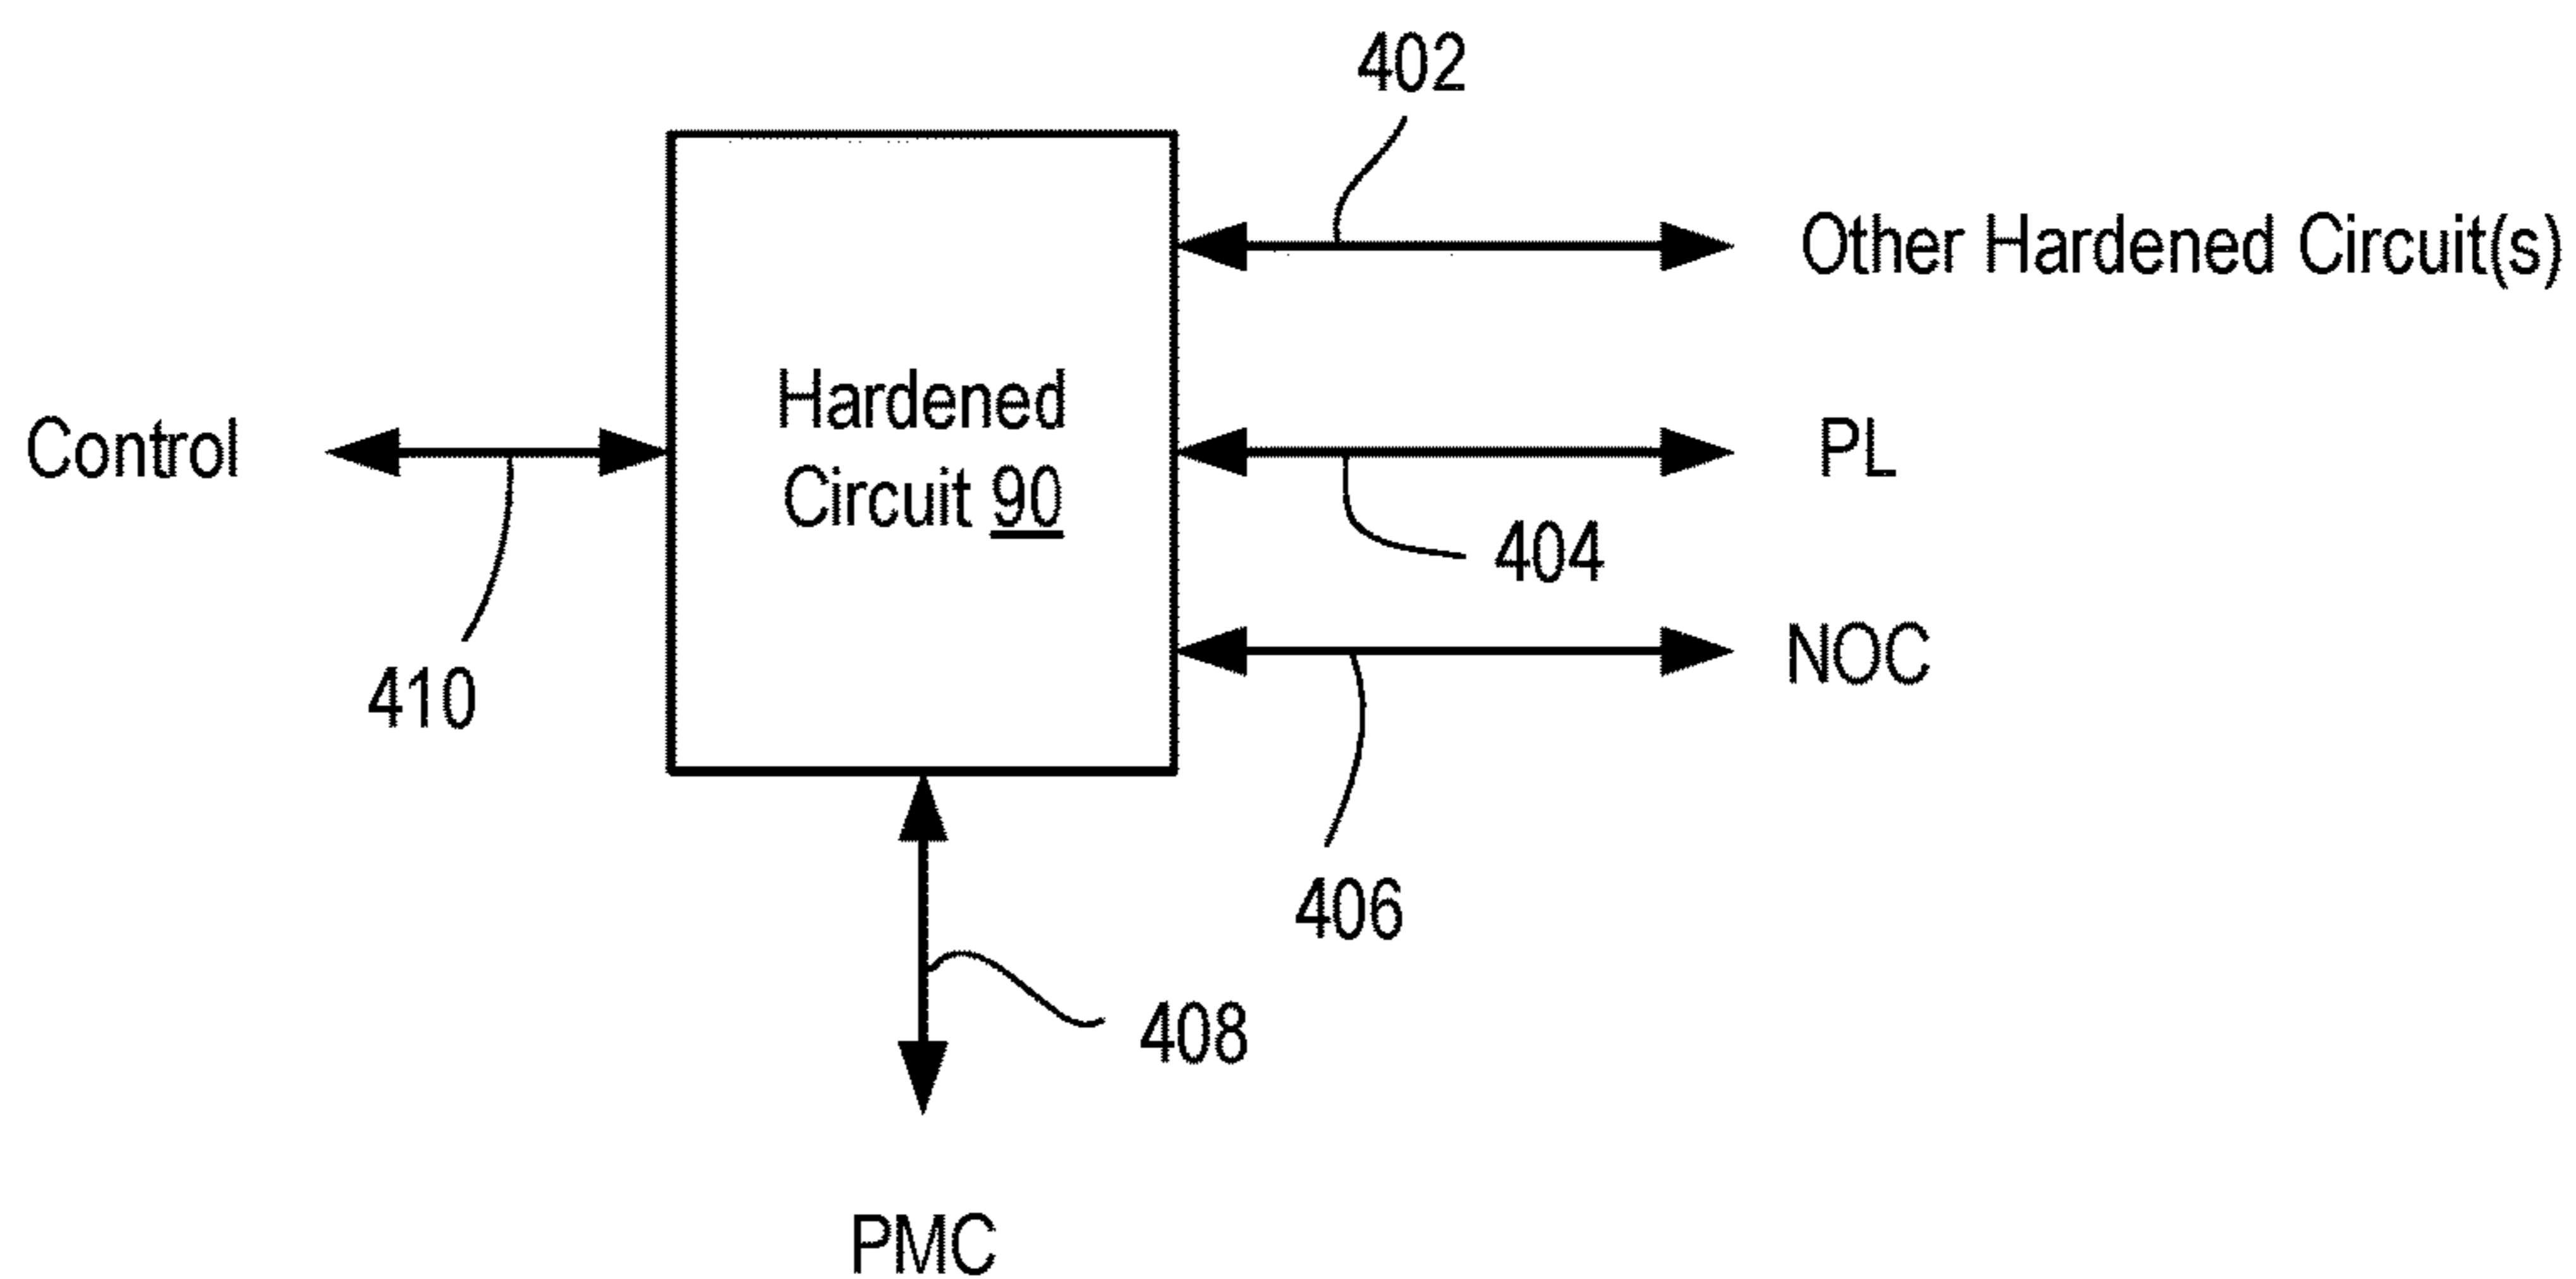 402
Other Hardened Circuit(s)
Control
Hardened
Circuit 90
PL
404
NOC
410
406
408
PMC